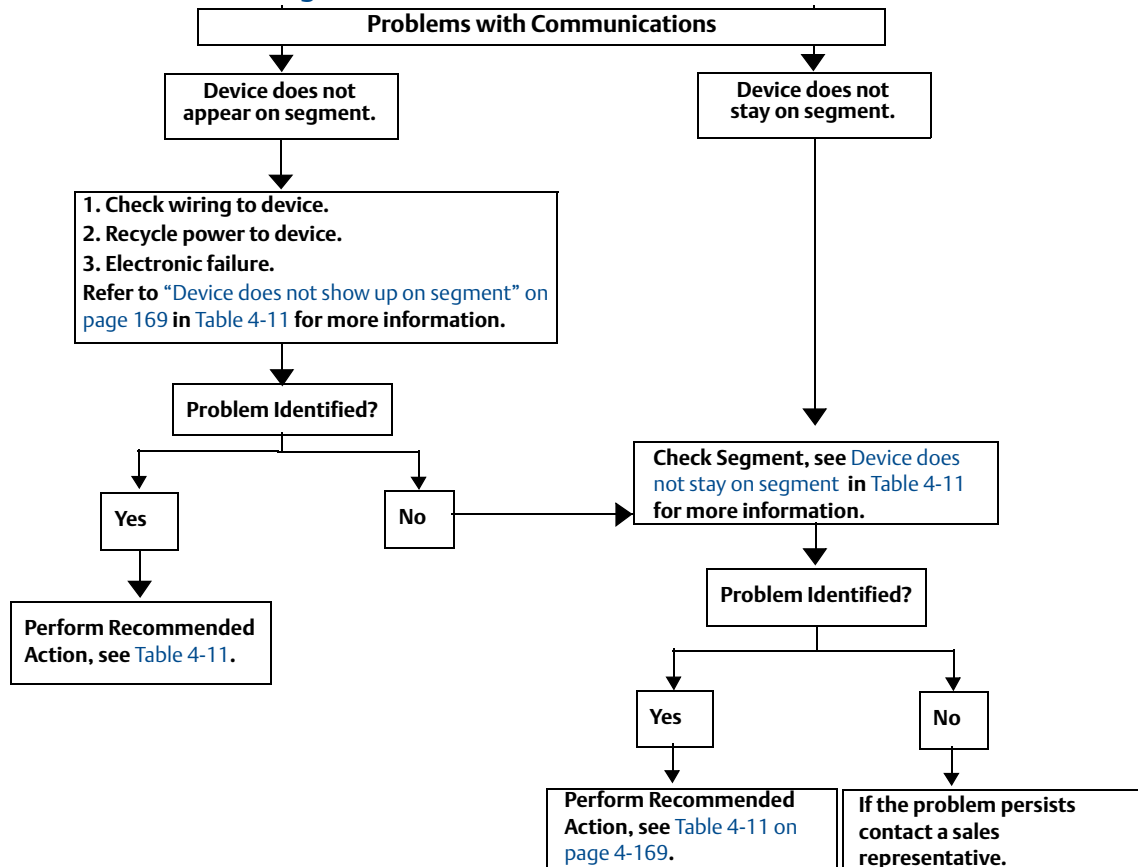 Problems with Communications
Device does not
appear on segment.
Device does not
stay on segment.
1. Check wiring to device.
2. Recycle power to device.
3. Electronic failure.
Refer to “Device does not show up on segment” on
page 169 in Table 4-11 for more information.
Problem Identified?
Yes
No
Check Segment, see Device does
not stay on segment in Table 4-11
for more information.
Perform Recommended
Action, see Table 4-11.
Problem Identified?
Yes
No
Perform Recommended
Action, see Table 4-11 on
page 4-169.
If the problem persists
contact a sales
representative.